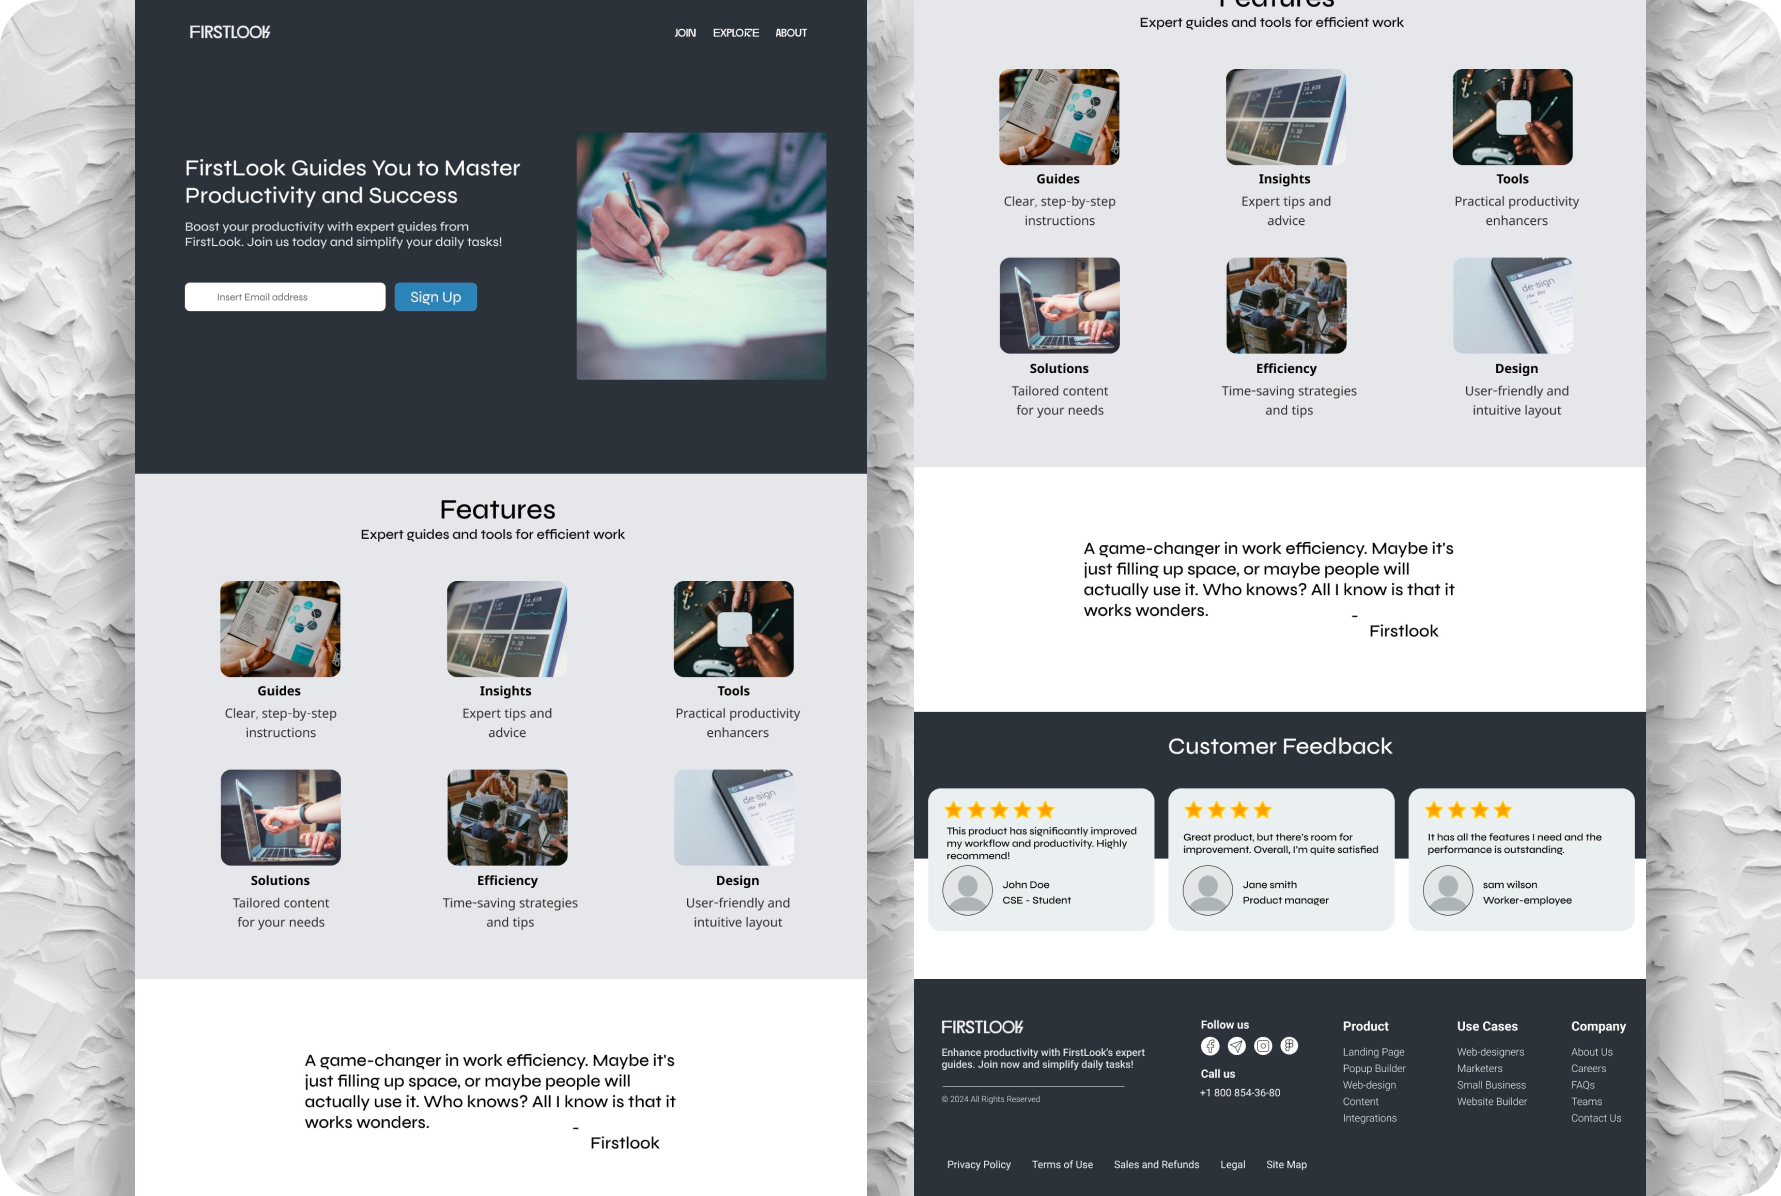 FIRSTLOOK
JOIN EXPLORE ABOUT
FirstLook Guides You to Master
Productivity and Success
Boost your productivity with expert guides from
FirstLook. Join us today and simplify your daily tasks!
Insert Email address
Sign Up
Features
Expert guides and tools for efficient work
Guides
Clear, step-by-step
instructions
Insights
Expert tips and
advice
Tools
Practical productivity
enhancers
Solutions
Tailored content
for your needs
Efficiency
Time-saving strategies
and tips
de·sign
Design
User-friendly and
intuitive layout
A game-changer in work efficiency. Maybe it's
just filling up space, or maybe people will
actually use it. Who knows? All I know is that it
works wonders.
-
Firstlook
Features
Expert guides and tools for efficient work
Guides
Clear, step-by-step
instructions
Insights
Expert tips and
advice
Tools
Practical productivity
enhancers
Solutions
Tailored content
for your needs
Efficiency
Time-saving strategies
and tips
de·sign
Design
User-friendly and
intuitive layout
A game-changer in work efficiency. Maybe it's
just filling up space, or maybe people will
actually use it. Who knows? All I know is that it
works wonders.
-
Firstlook
Customer Feedback
This product has significantly improved
my workflow and productivity. Highly
recommend!
John Doe
CSE - Student
Great product, but there's room for
improvement. Overall, I'm quite satisfied
Jane smith
Product manager
It has all the features I need and the
performance is outstanding.
sam wilson
Worker-employee
FIRSTLOOK
Enhance productivity with FirstLook's expert
guides. Join now and simplify daily tasks!
© 2024 All Rights Reserved
Follow us
Call us
+1 800 854-36-80
Product
Landing Page
Popup Builder
Web-design
Content
Integrations
Use Cases
Web-designers
Marketers
Small Business
Website Builder
Company
About Us
Careers
FAQs
Teams
Contact Us
Privacy Policy Terms of Use Sales and Refunds Legal Site Map